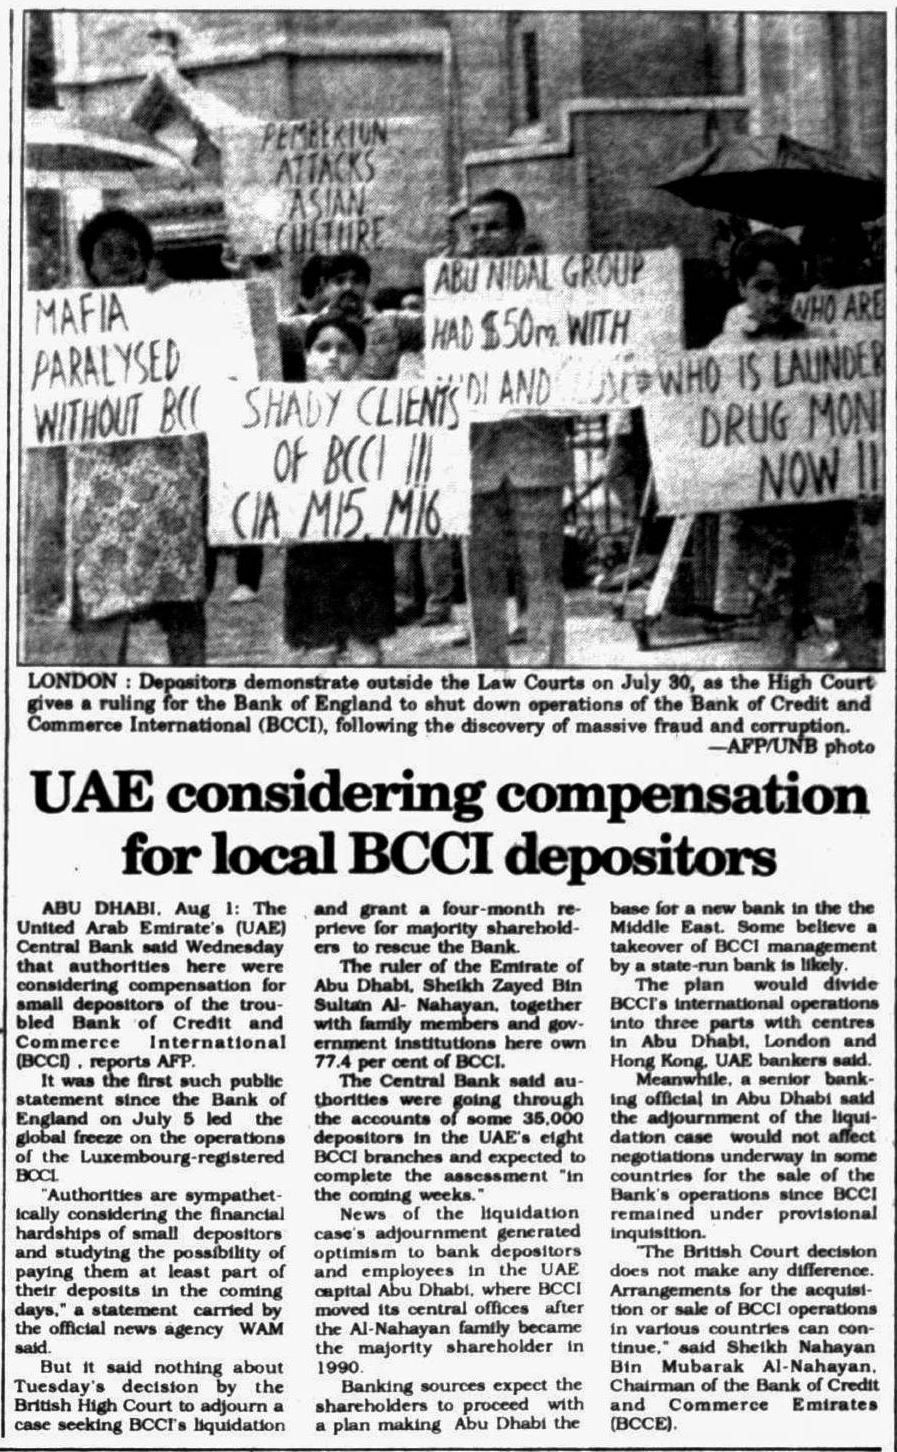 PEMBERTON
ATTACKS
ASIAN
CULTURE
MAFIA
PARALYSED
WITHOUT BCC
SHADY CLIENTS
OF BCCI !!!
CIA MI5 MI6
ABU NIDAL GROUP
HAD $50m WITH
AND
WHO ARE
WHO IS LAUNDER
DRUG MON
NOW !!
LONDON : Depositors demonstrate outside the Law Courts on July 30, as the High Court
gives a ruling for the Bank of England to shut down operations of the Bank of Credit and
Commerce International (BCCI), following the discovery of massive fraud and corruption.
—AFP/UNB photo
UAE considering compensation
for local BCCI depositors
ABU DHABI, Aug 1: The
United Arab Emirate's (UAE)
Central Bank said Wednesday
that authorities here were
considering compensation for
small depositors of the trou-
bled Bank of Credit and
Commerce International
(BCCI) , reports AFP.
It was the first such public
statement since the Bank of
England on July 5 led the
global freeze on the operations
of the Luxembourg-registered
BCCI.
"Authorities are sympathet-
ically considering the financial
hardships of small depositors
and studying the possibility of
paying them at least part of
their deposits in the coming
days," a statement carried by
the official news agency WAM
said.
But it said nothing about
Tuesday's decision by the
British High Court to adjourn a
case seeking BCCI's liquidation
and grant a four-month re-
prieve for majority sharehold-
ers to rescue the Bank.
The ruler of the Emirate of
Abu Dhabi, Sheikh Zayed Bin
Sultan Al- Nahayan, together
with family members and gov-
ernment institutions here own
77.4 per cent of BCCI.
The Central Bank said au-
thorities were going through
the accounts of some 35,000
depositors in the UAE's eight
BCCI branches and expected to
complete the assessment "in
the coming weeks."
News of the liquidation
case's adjournment generated
optimism to bank depositors
and employees in the UAE
capital Abu Dhabi, where BCCI
moved its central offices after
the Al-Nahayan family became
the majority shareholder in
1990.
Banking sources expect the
shareholders to proceed with
a plan making Abu Dhabi the
base for a new bank in the the
Middle East. Some believe a
takeover of BCCI management
by a state-run bank is likely.
The plan would divide
BCCI's international operations
into three parts with centres
in Abu Dhabi, London and
Hong Kong, UAE bankers said.
Meanwhile, a senior bank-
ing official in Abu Dhabi said
the adjournment of the liqui-
dation case would not affect
negotiations underway in some
countries for the sale of the
Bank's operations since BCCI
remained under provisional
inquisition.
"The British Court decision
does not make any difference.
Arrangements for the acquisi-
tion or sale of BCCI operations
in various countries can con-
tinue," said Sheikh Nahayan
Bin Mubarak Al-Nahayan,
Chairman of the Bank of Credit
and Commerce Emirates
(BCCE).